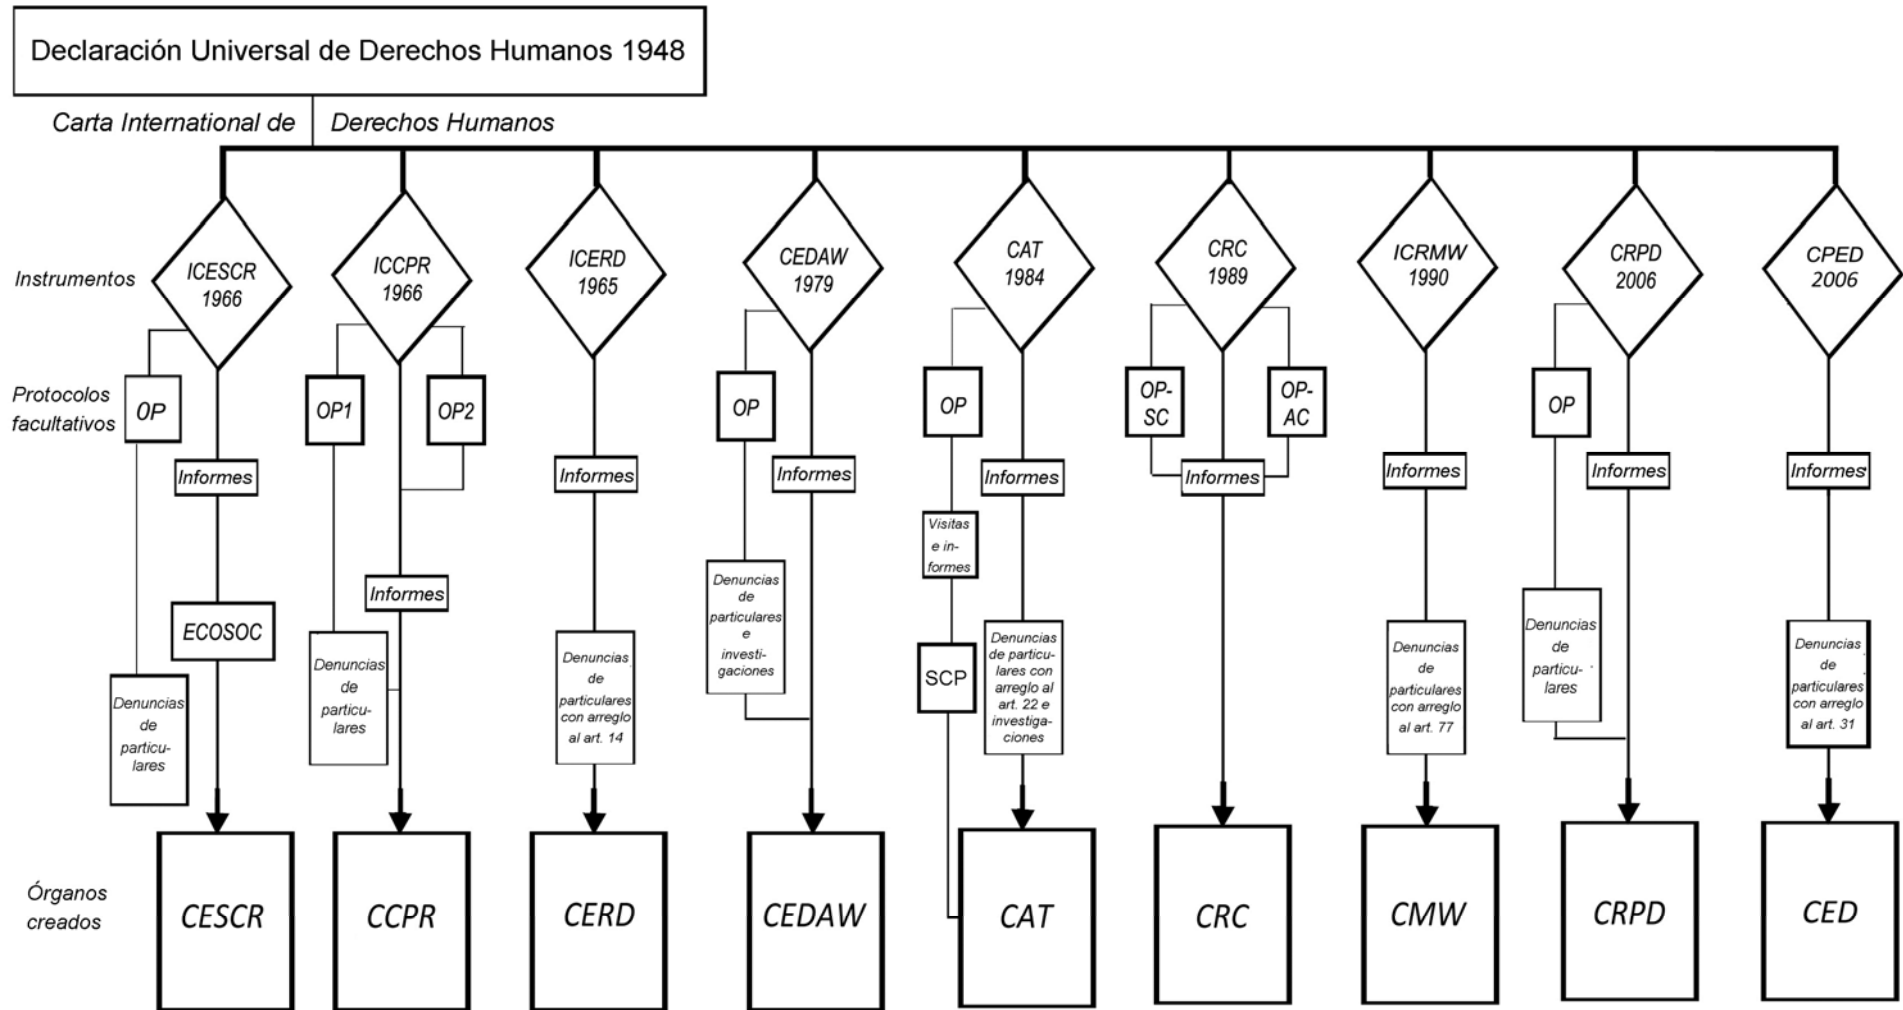 Declaración Universal de Derechos Humanos 1948
Carta International de Derechos Humanos
Instrumentos
ICESCR
1966
ICCPR
1966
ICERD
1965
CEDAW
1979
CAT
1984
CRC
1989
ICRMW
1990
CRPD
2006
CPED
2006
Protocolos
facultativos
OP
OP1
OP2
OP
OP
OP-
SC
OP-
AC
OP
Informes
Informes
Informes
Informes
Informes
Informes
Informes
Informes
Informes
Visitas
e in-
formes
ECOSOC
SCP
Denuncias
de
particu-
lares
Denuncias
de
particu-
lares
Denuncias
de
particulares
con arreglo
al art. 14
Denuncias
de
particulares
e
investi-
gaciones
Denuncias
de particu-
lares con
arreglo al
art. 22 e
investiga-
ciones
Denuncias
de
particulares
con arreglo
al art. 77
Denuncias
de
particu-
lares
Denuncias
de
particulares
con arreglo
al art. 31
Órganos
creados
CESCR
CCPR
CERD
CEDAW
CAT
CRC
CMW
CRPD
CED